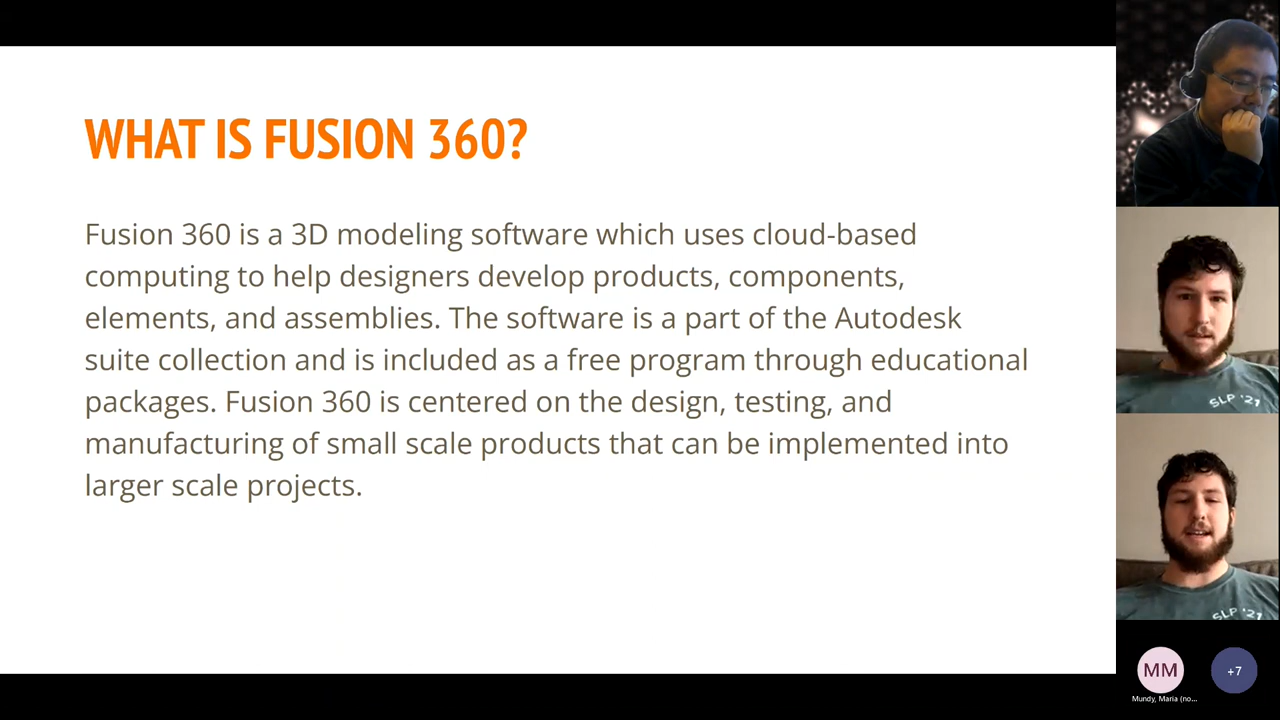 WHAT IS FUSION 360?
Fusion 360 is a 3D modeling software which uses cloud-based
computing to help designers develop products, components,
elements, and assemblies. The software is a part of the Autodesk
suite collection and is included as a free program through educational
packages. Fusion 360 is centered on the design, testing, and
manufacturing of small scale products that can be implemented into
larger scale projects.
SLP '21
SLP '21
MM
+7
Mundy, Maria (no...